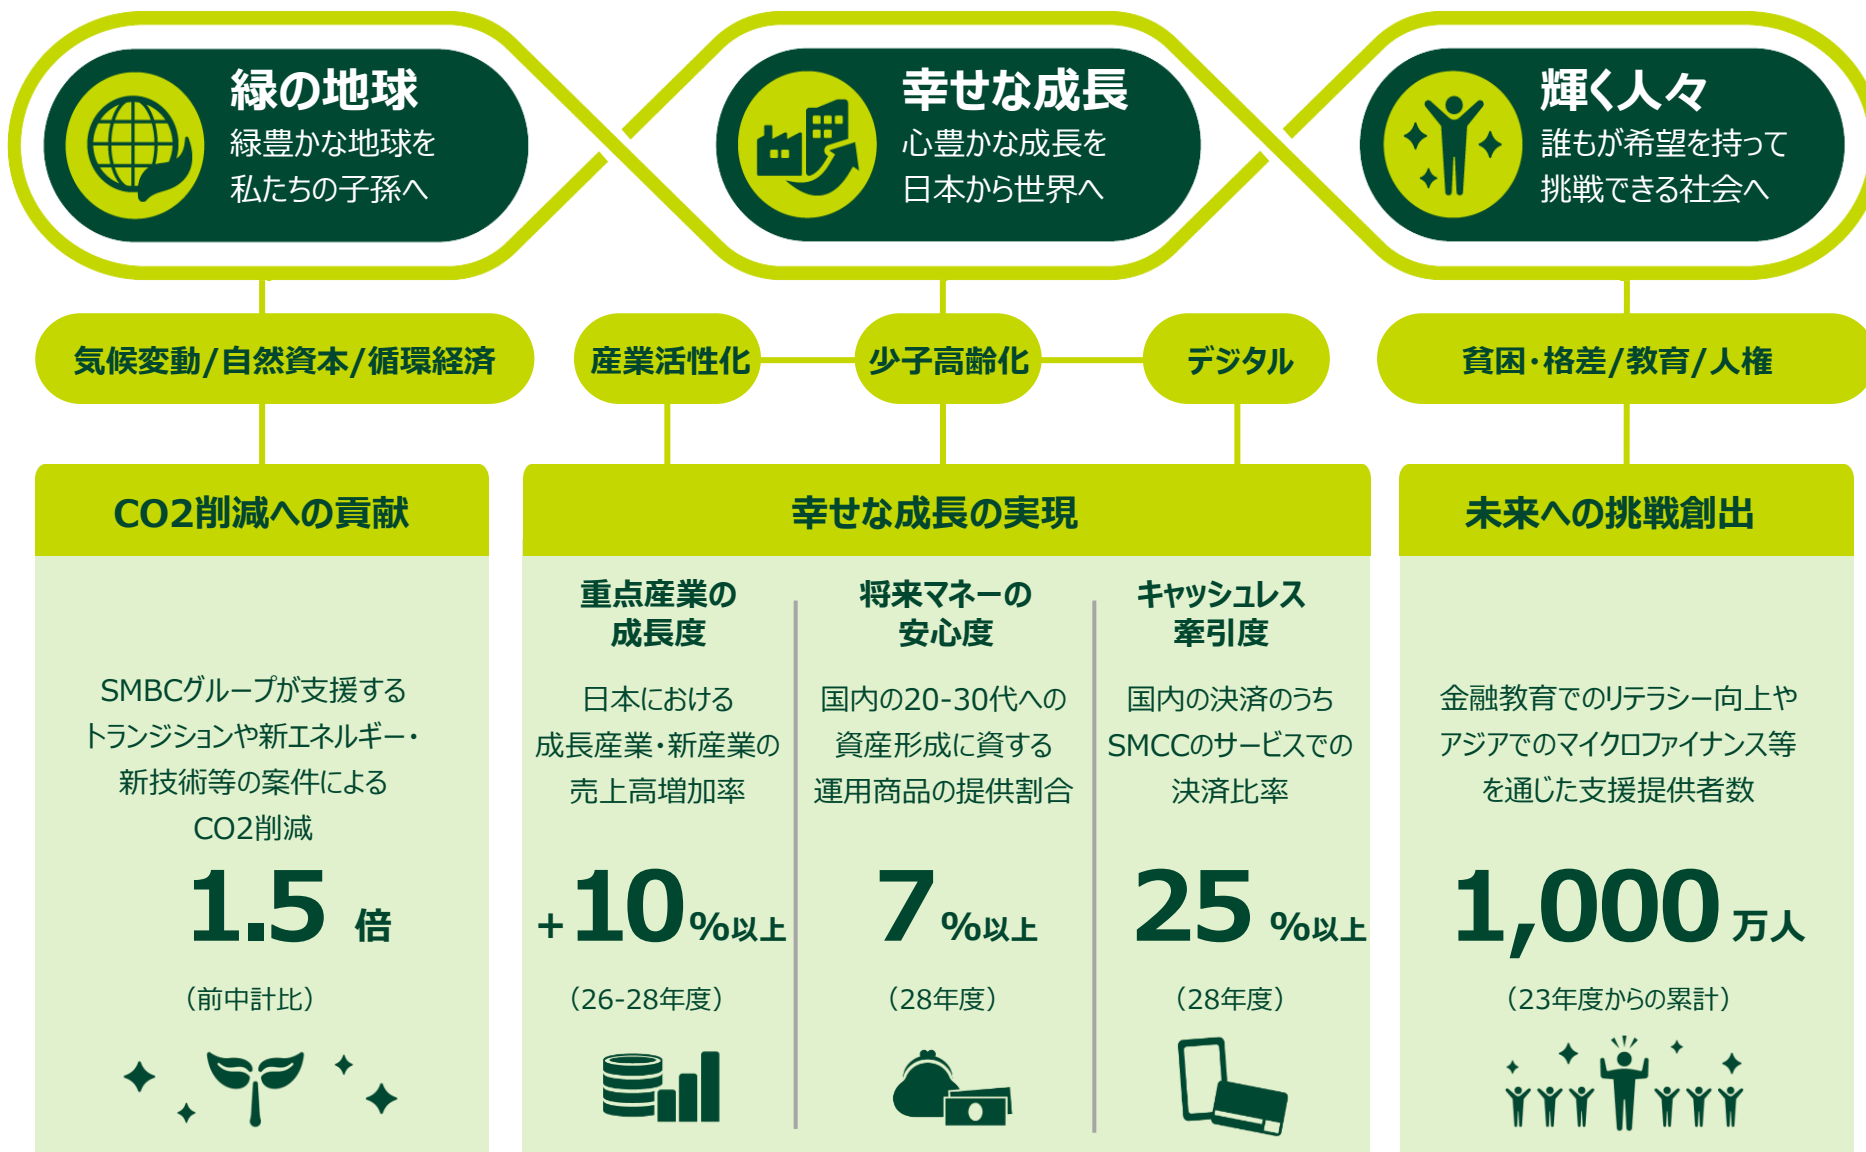 緑の地球
緑豊かな地球を
私たちの子孫へ
幸せな成長
心豊かな成長を
日本から世界へ
輝く人々
誰もが希望を持って
挑戦できる社会へ
気候変動/自然資本/循環経済
産業活性化
少子高齢化
デジタル
貧困・格差/教育/人権
CO2削減への貢献
SMBCグループが支援する
トランジションや新エネルギー・
新技術等の案件による
CO2削減
1.5 倍
（前中計比）
幸せな成長の実現
重点産業の
成長度
日本における
成長産業・新産業の
売上高増加率
+10%以上
（26-28年度）
将来マネーの
安心度
国内の20-30代への
資産形成に資する
運用商品の提供割合
7%以上
（28年度）
キャッシュレス
牽引度
国内の決済のうち
SMCCのサービスでの
決済比率
25%以上
（28年度）
未来への挑戦創出
金融教育でのリテラシー向上や
アジアでのマイクロファイナンス等
を通じた支援提供者数
1,000万人
（23年度からの累計）